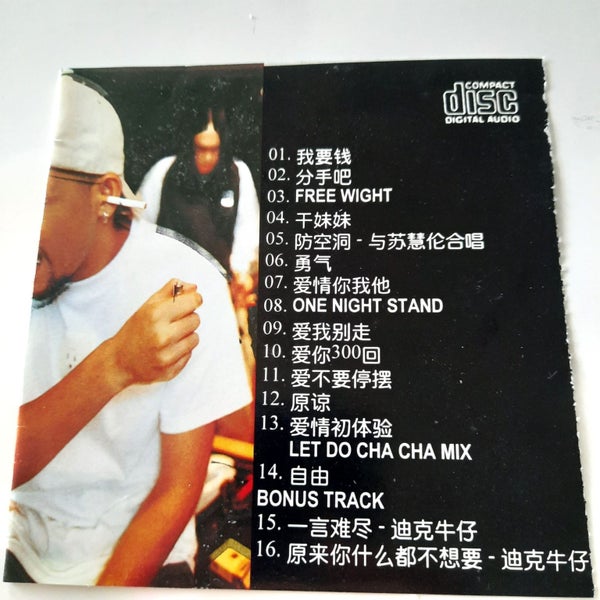 COMPACT
disc
DIGITAL AUDIO
01. 我要钱
02. 分手吧
03. FREE WIGHT
04. 干妹妹
05. 防空洞 - 与苏慧伦合唱
06. 勇气
07. 爱情你我他
08. ONE NIGHT STAND
09. 爱我别走
10. 爱你300回
11. 爱不要停摆
12. 原谅
13. 爱情初体验
LET DO CHA CHA MIX
14. 自由
BONUS TRACK
15. 一言难尽 - 迪克牛仔
16. 原来你什么都不想要 - 迪克牛仔